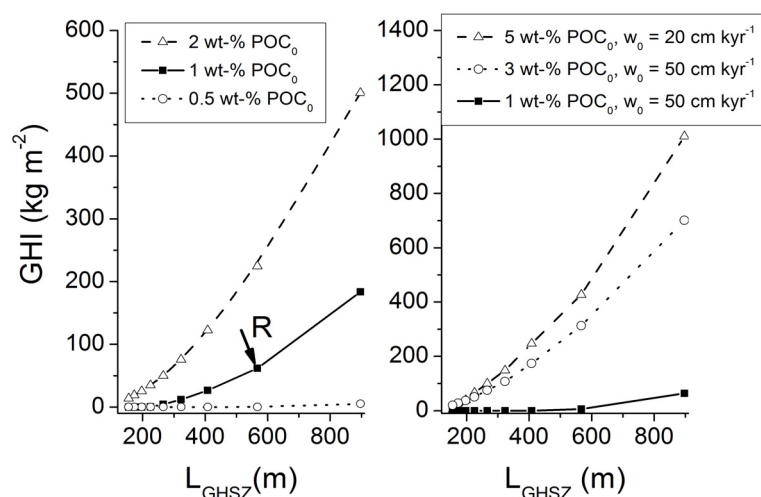 600
500
400
300
200
100
0
GHI (kg m⁻²)
2 wt-% POC₀
1 wt-% POC₀
0.5 wt-% POC₀
R
200 400 600 800
L_GHSZ (m)
1400
1200
1000
800
600
400
200
0
5 wt-% POC₀, w₀ = 20 cm kyr⁻¹
3 wt-% POC₀, w₀ = 50 cm kyr⁻¹
1 wt-% POC₀, w₀ = 50 cm kyr⁻¹
200 400 600 800
L_GHSZ (m)